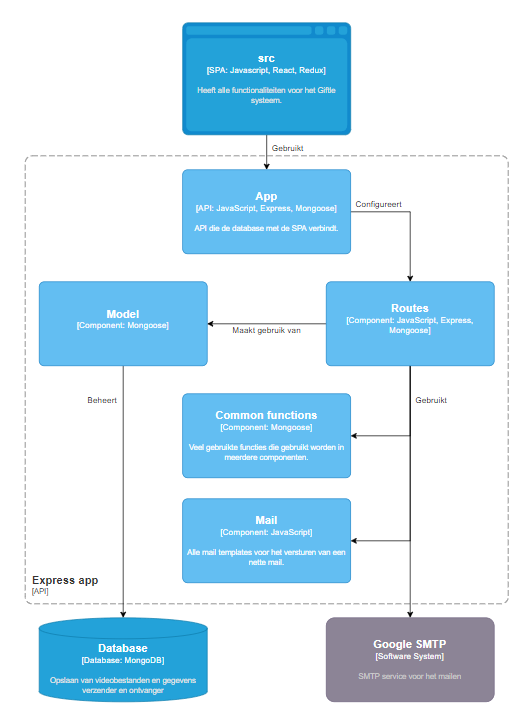 src
[SPA: Javascript, React, Redux]
Heeft alle functionaliteiten voor het Giftle
systeem.
Gebruikt
App
[API: JavaScript, Express, Mongoose]
API die de database met de SPA verbindt.
Configureert
Model
[Component: Mongoose]
Routes
[Component: JavaScript, Express,
Mongoose]
Maakt gebruik van
Beheert
Gebruikt
Common functions
[Component: Mongoose]
Veel gebruikte functies die gebruikt worden in
meerdere componenten.
Mail
[Component: JavaScript]
Alle mail templates voor het versturen van een
nette mail.
Express app
[API]
Database
[Database: MongoDB]
Opslaan van videobestanden en gegevens
verzender en ontvanger
Google SMTP
[Software System]
SMTP service voor het mailen